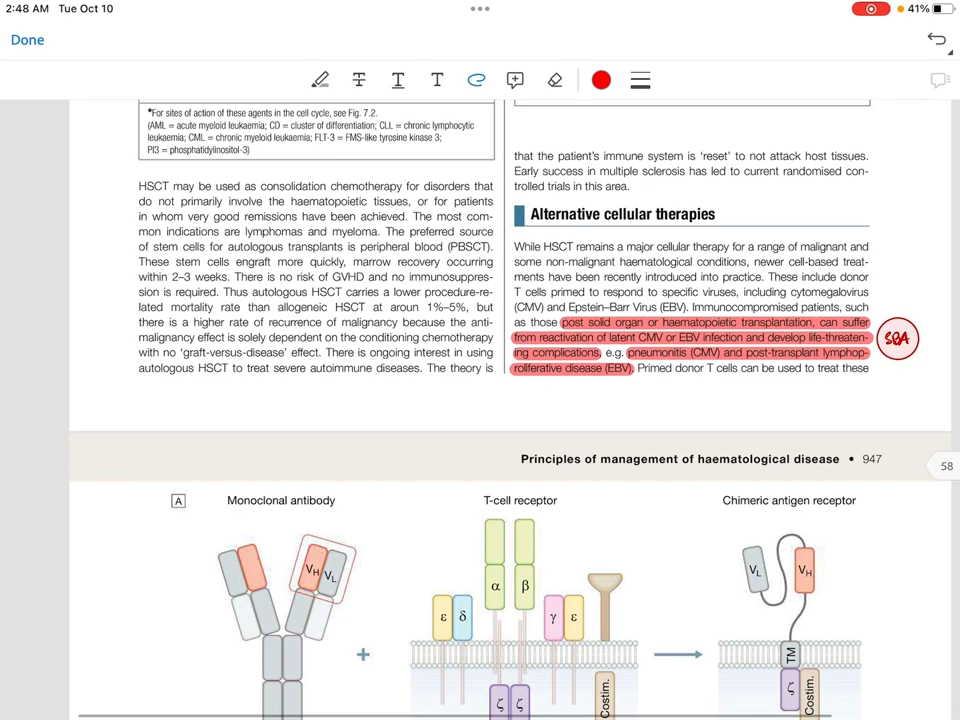 2:48 AM Tue Oct 10
41%
Done
T T T
*For sites of action of these agents in the cell cycle, see Fig. 7.2.
(AML = acute myeloid leukaemia; CD = cluster of differentiation; CLL = chronic lymphocytic
leukaemia; CML = chronic myeloid leukaemia; FLT-3 = FMS-like tyrosine kinase 3;
PI3 = phosphatidylinositol-3)
HSCT may be used as consolidation chemotherapy for disorders that
do not primarily involve the haematopoietic tissues, or for patients
in whom very good remissions have been achieved. The most com-
mon indications are lymphomas and myeloma. The preferred source
of stem cells for autologous transplants is peripheral blood (PBSCT).
These stem cells engraft more quickly, marrow recovery occurring
within 2–3 weeks. There is no risk of GVHD and no immunosuppres-
sion is required. Thus autologous HSCT carries a lower procedure-re-
lated mortality rate than allogeneic HSCT at aroun 1%–5%, but
there is a higher rate of recurrence of malignancy because the anti-
malignancy effect is solely dependent on the conditioning chemotherapy
with no ‘graft-versus-disease’ effect. There is ongoing interest in using
autologous HSCT to treat severe autoimmune diseases. The theory is
that the patient’s immune system is ‘reset’ to not attack host tissues.
Early success in multiple sclerosis has led to current randomised con-
trolled trials in this area.
Alternative cellular therapies
While HSCT remains a major cellular therapy for a range of malignant and
some non-malignant haematological conditions, newer cell-based treat-
ments have been recently introduced into practice. These include donor
T cells primed to respond to specific viruses, including cytomegalovirus
(CMV) and Epstein–Barr Virus (EBV). Immunocompromised patients, such
as those post solid organ or haematopoietic transplantation, can suffer
from reactivation of latent CMV or EBV infection and develop life-threaten-
ing complications, e.g. pneumonitis (CMV) and post-transplant lymphop-
roliferative disease (EBV). Primed donor T cells can be used to treat these
SBA
Principles of management of haematological disease • 947
58
A
Monoclonal antibody
T-cell receptor
Chimeric antigen receptor
VH
VL
α
β
ε
δ
γ
ε
ζ
ζ
Costim.
+
VL
VH
TM
ζ
Costim.